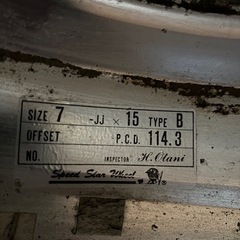 SIZE 7 -JJ × 15 TYPE B
OFFSET P.C.D. 114.3
NO. INSPECTOR H. Otani
Speed Star Wheel